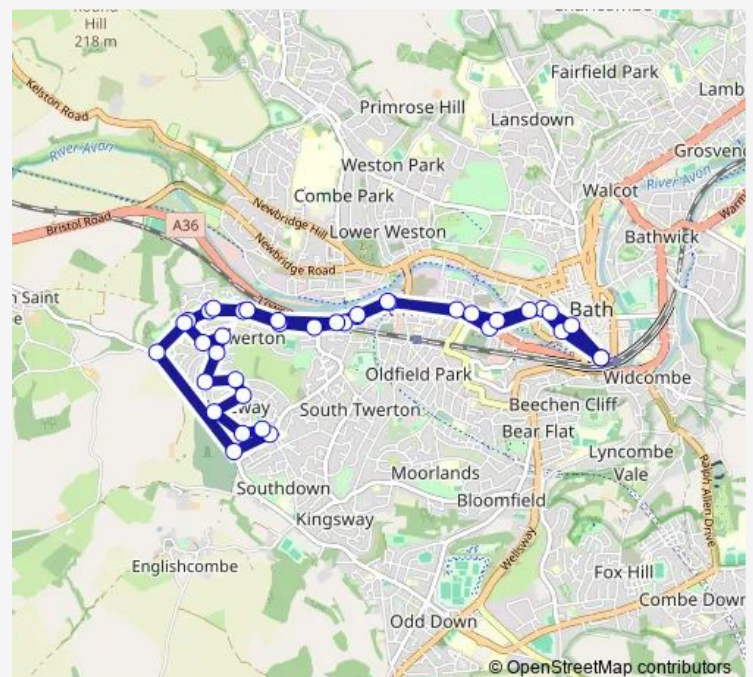 Hill
218 m
Fairfield Park
Kelston Road
Primrose Hill
Lansdown
Lamb
Grosven
River Avon
River Avon
Weston Park
Walcot
Combe Park
Newbridge Hill
Bathwick
A36
Bristol Road
Lower Weston
Newbridge Road
n Saint
e
Bath
werton
Oldfield Park
Widcombe
Beechen Cliff
way
South Twerton
Bear Flat
Lyncombe
Vale
Ralph Allen Drive
Moorlands
Southdown
Bloomfield
Kingsway
Wellsway
Englishcombe
Fox Hill
Combe Down
Odd Down
© OpenStreetMap contributors